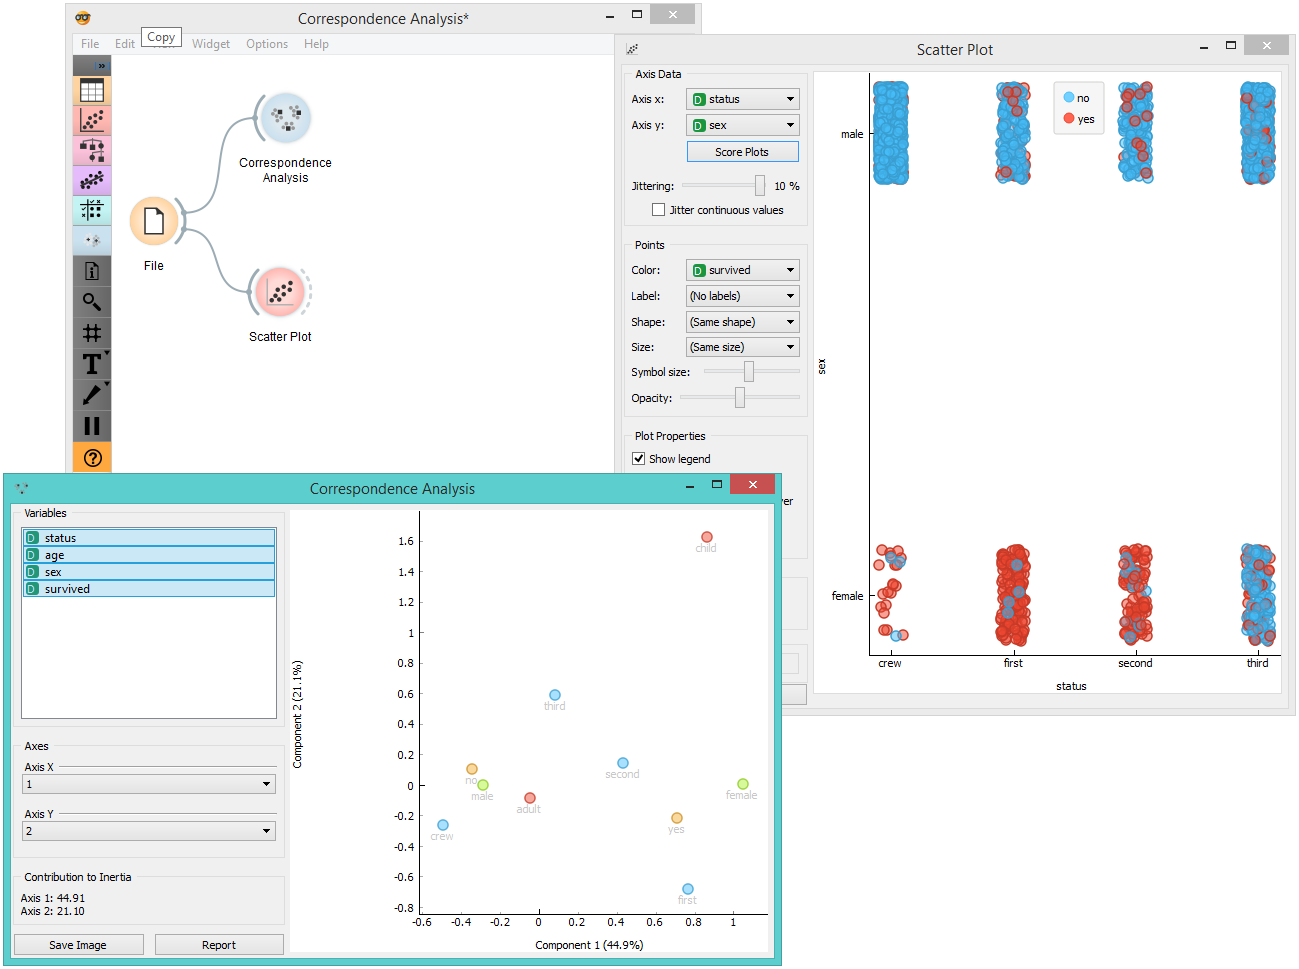 Correspondence Analysis*
File Edit View Widget Options Help
Copy
Correspondence
Analysis
File
Scatter Plot
Scatter Plot
Axis Data
Axis x: D status
Axis y: D sex
Score Plots
Jittering: 10 %
Jitter continuous values
Points
Color: D survived
Label: (No labels)
Shape: (Same shape)
Size: (Same size)
Symbol size:
Opacity:
Plot Properties
Show legend
ver
no
yes
male
female
sex
crew first second third
status
Correspondence Analysis
Variables
D status
D age
D sex
D survived
Axes
Axis X
1
Axis Y
2
Contribution to Inertia
Axis 1: 44.91
Axis 2: 21.10
Save Image Report
Component 2 (21.1%)
1.6
1.4
1.2
1
0.8
0.6
0.4
0.2
0
-0.2
-0.4
-0.6
-0.8
child
third
second
no
male
adult
female
crew
yes
first
-0.6 -0.4 -0.2 0 0.2 0.4 0.6 0.8 1
Component 1 (44.9%)